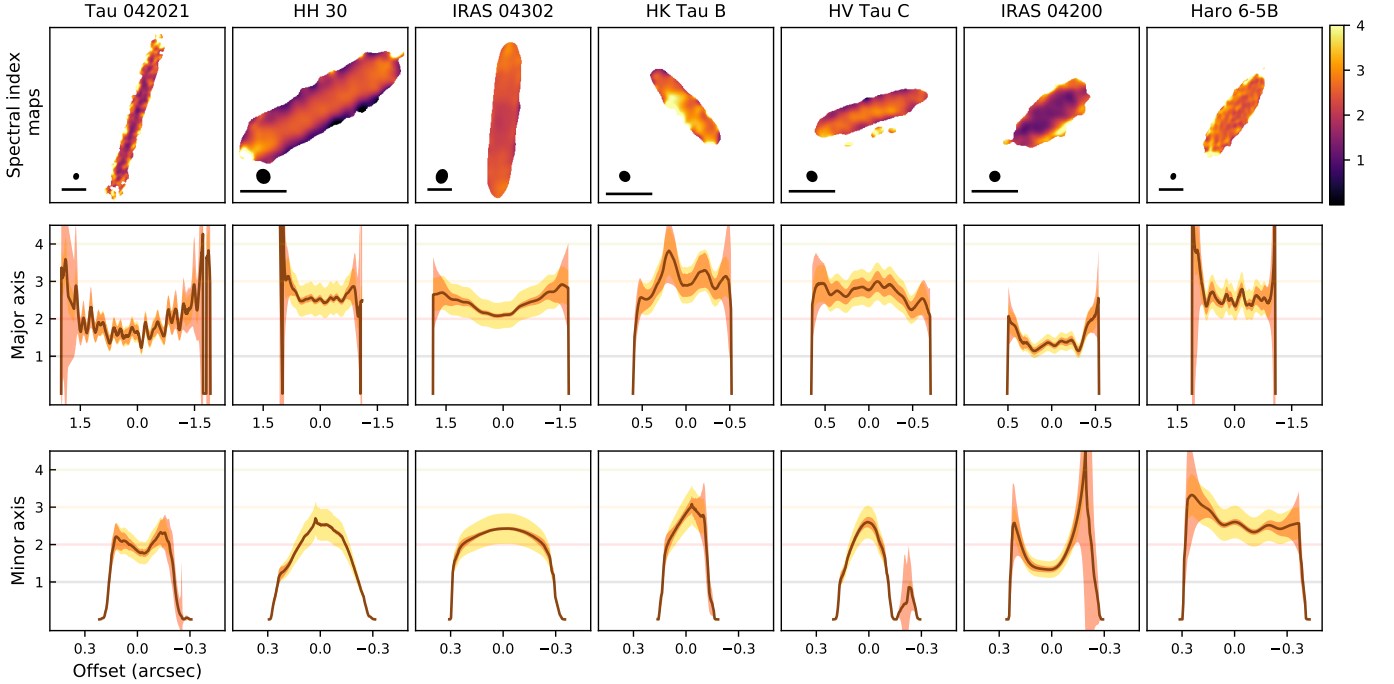 Tau 042021 HH 30 IRAS 04302 HK Tau B HV Tau C IRAS 04200 Haro 6-5B
Spectral index
maps
4
3
2
1
Major axis
4
3
2
1
1.5 0.0 −1.5 1.5 0.0 −1.5 1.5 0.0 −1.5 0.5 0.0 −0.5 0.5 0.0 −0.5 0.5 0.0 −0.5 1.5 0.0 −1.5
Minor axis
4
3
2
1
0.3 0.0 −0.3 0.3 0.0 −0.3 0.3 0.0 −0.3 0.3 0.0 −0.3 0.3 0.0 −0.3 0.3 0.0 −0.3 0.3 0.0 −0.3
Offset (arcsec)